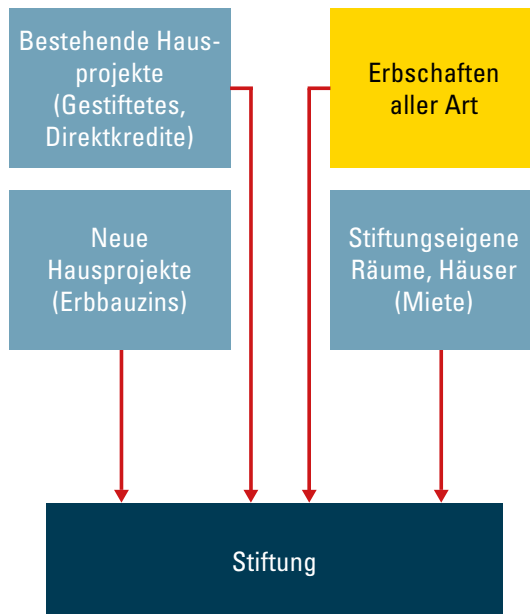 Bestehende Haus-
projekte
(Gestiftetes,
Direktkredite)
Erbschaften
aller Art
Neue
Hausprojekte
(Erbbauzins)
Stiftungseigene
Räume, Häuser
(Miete)
Stiftung